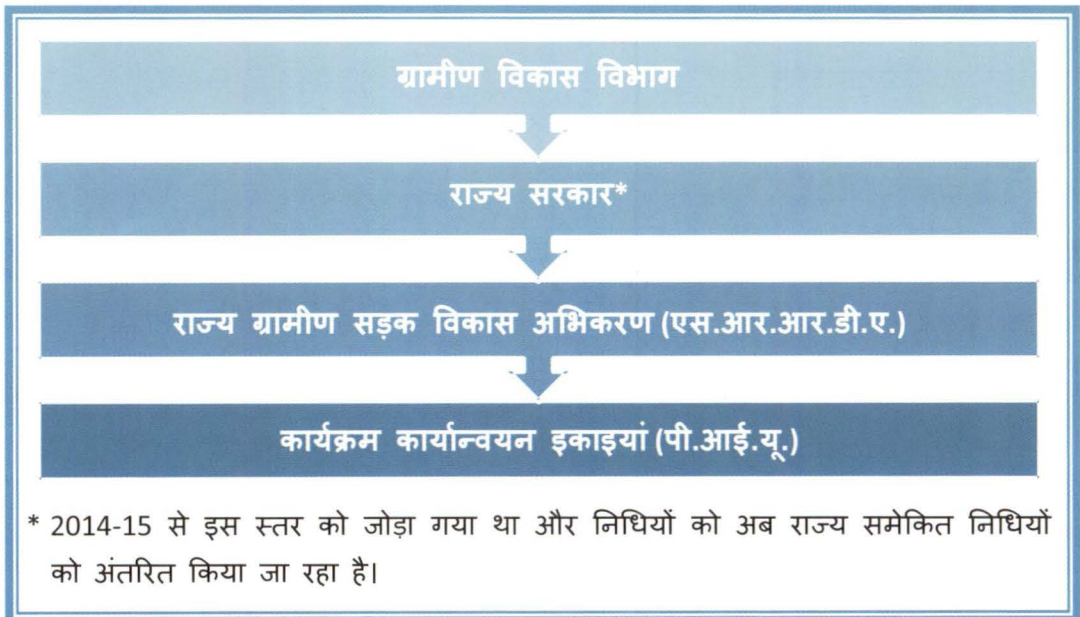 ग्रामीण विकास विभाग
राज्य सरकार*
राज्य ग्रामीण सड़क विकास अभिकरण (एस.आर.आर.डी.ए.)
कार्यक्रम कार्यान्वयन इकाइयां (पी.आई.यू.)
* 2014-15 से इस स्तर को जोड़ा गया था और निधियों को अब राज्य समेकित निधियों
को अंतरित किया जा रहा है।